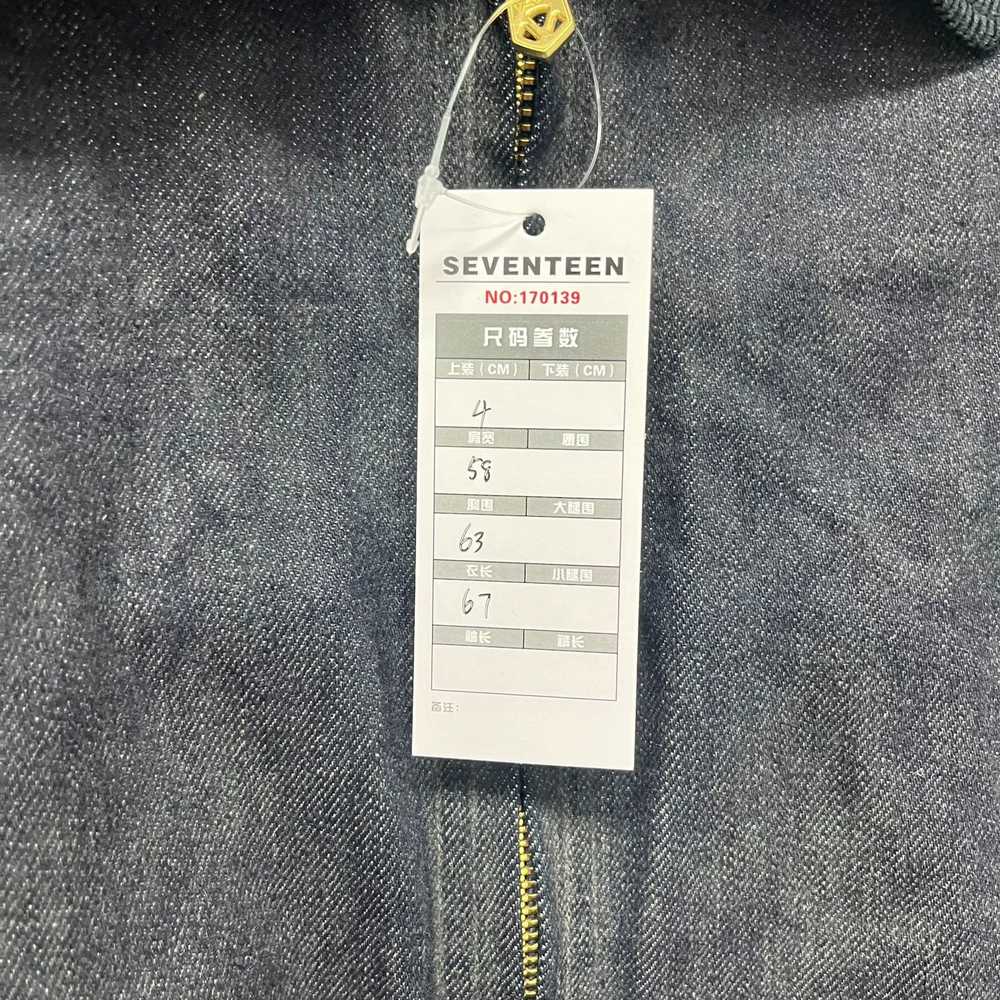 SEVENTEEN
NO:170139
尺码参数
上装(CM) 下装(CM)
4
肩宽 腰围
58
胸围 大腿围
63
衣长 小腿围
67
袖长 裤长
备注: